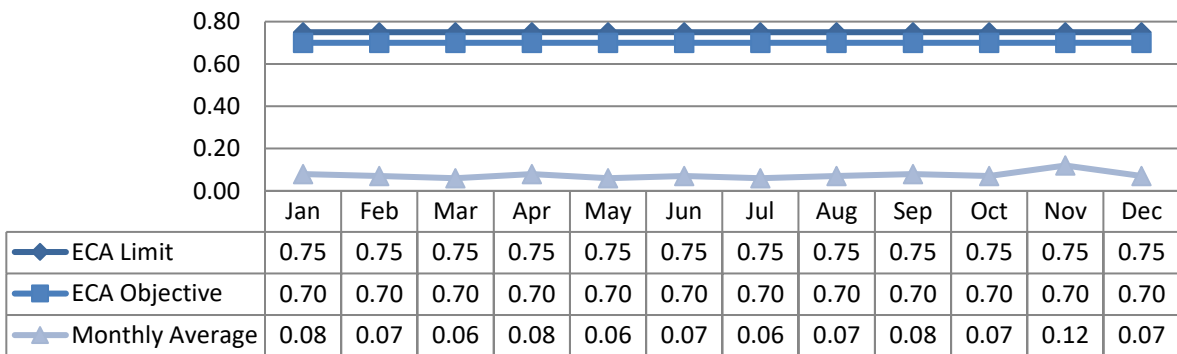 0.80
0.60
0.40
0.20
0.00
Jan Feb Mar Apr May Jun Jul Aug Sep Oct Nov Dec
ECA Limit 0.75 0.75 0.75 0.75 0.75 0.75 0.75 0.75 0.75 0.75 0.75 0.75
ECA Objective 0.70 0.70 0.70 0.70 0.70 0.70 0.70 0.70 0.70 0.70 0.70 0.70
Monthly Average 0.08 0.07 0.06 0.08 0.06 0.07 0.06 0.07 0.08 0.07 0.12 0.07